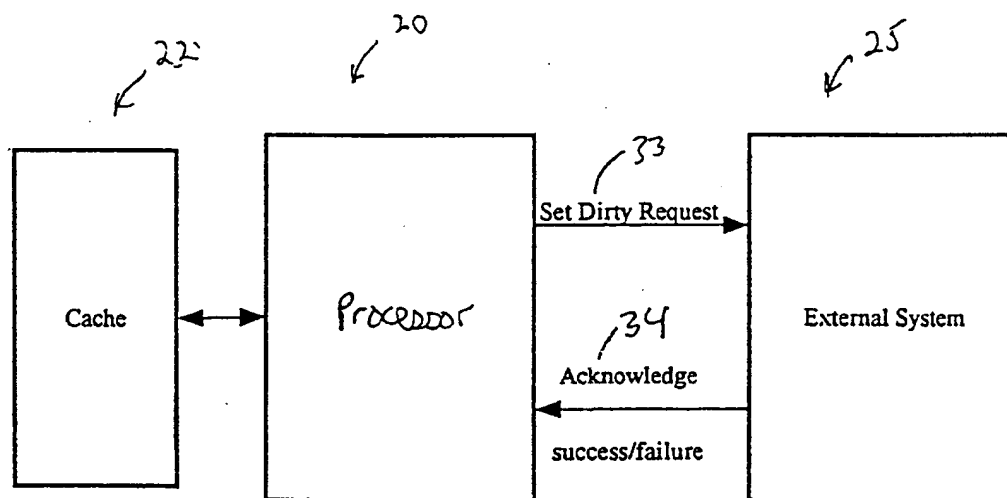 22
20
25
33
Set Dirty Request
Cache
Processor
34
External System
Acknowledge
success/failure